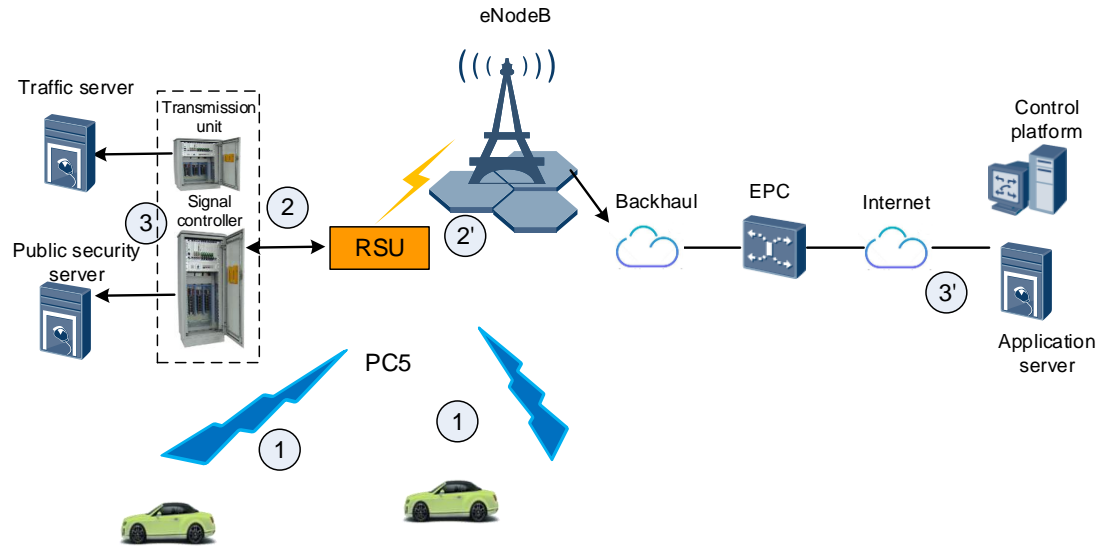 eNodeB
Traffic server
Transmission
unit
Control
platform
Signal
controller
2
3
Backhaul
EPC
Internet
RSU
2'
Public security
server
3'
Application
server
PC5
1
1